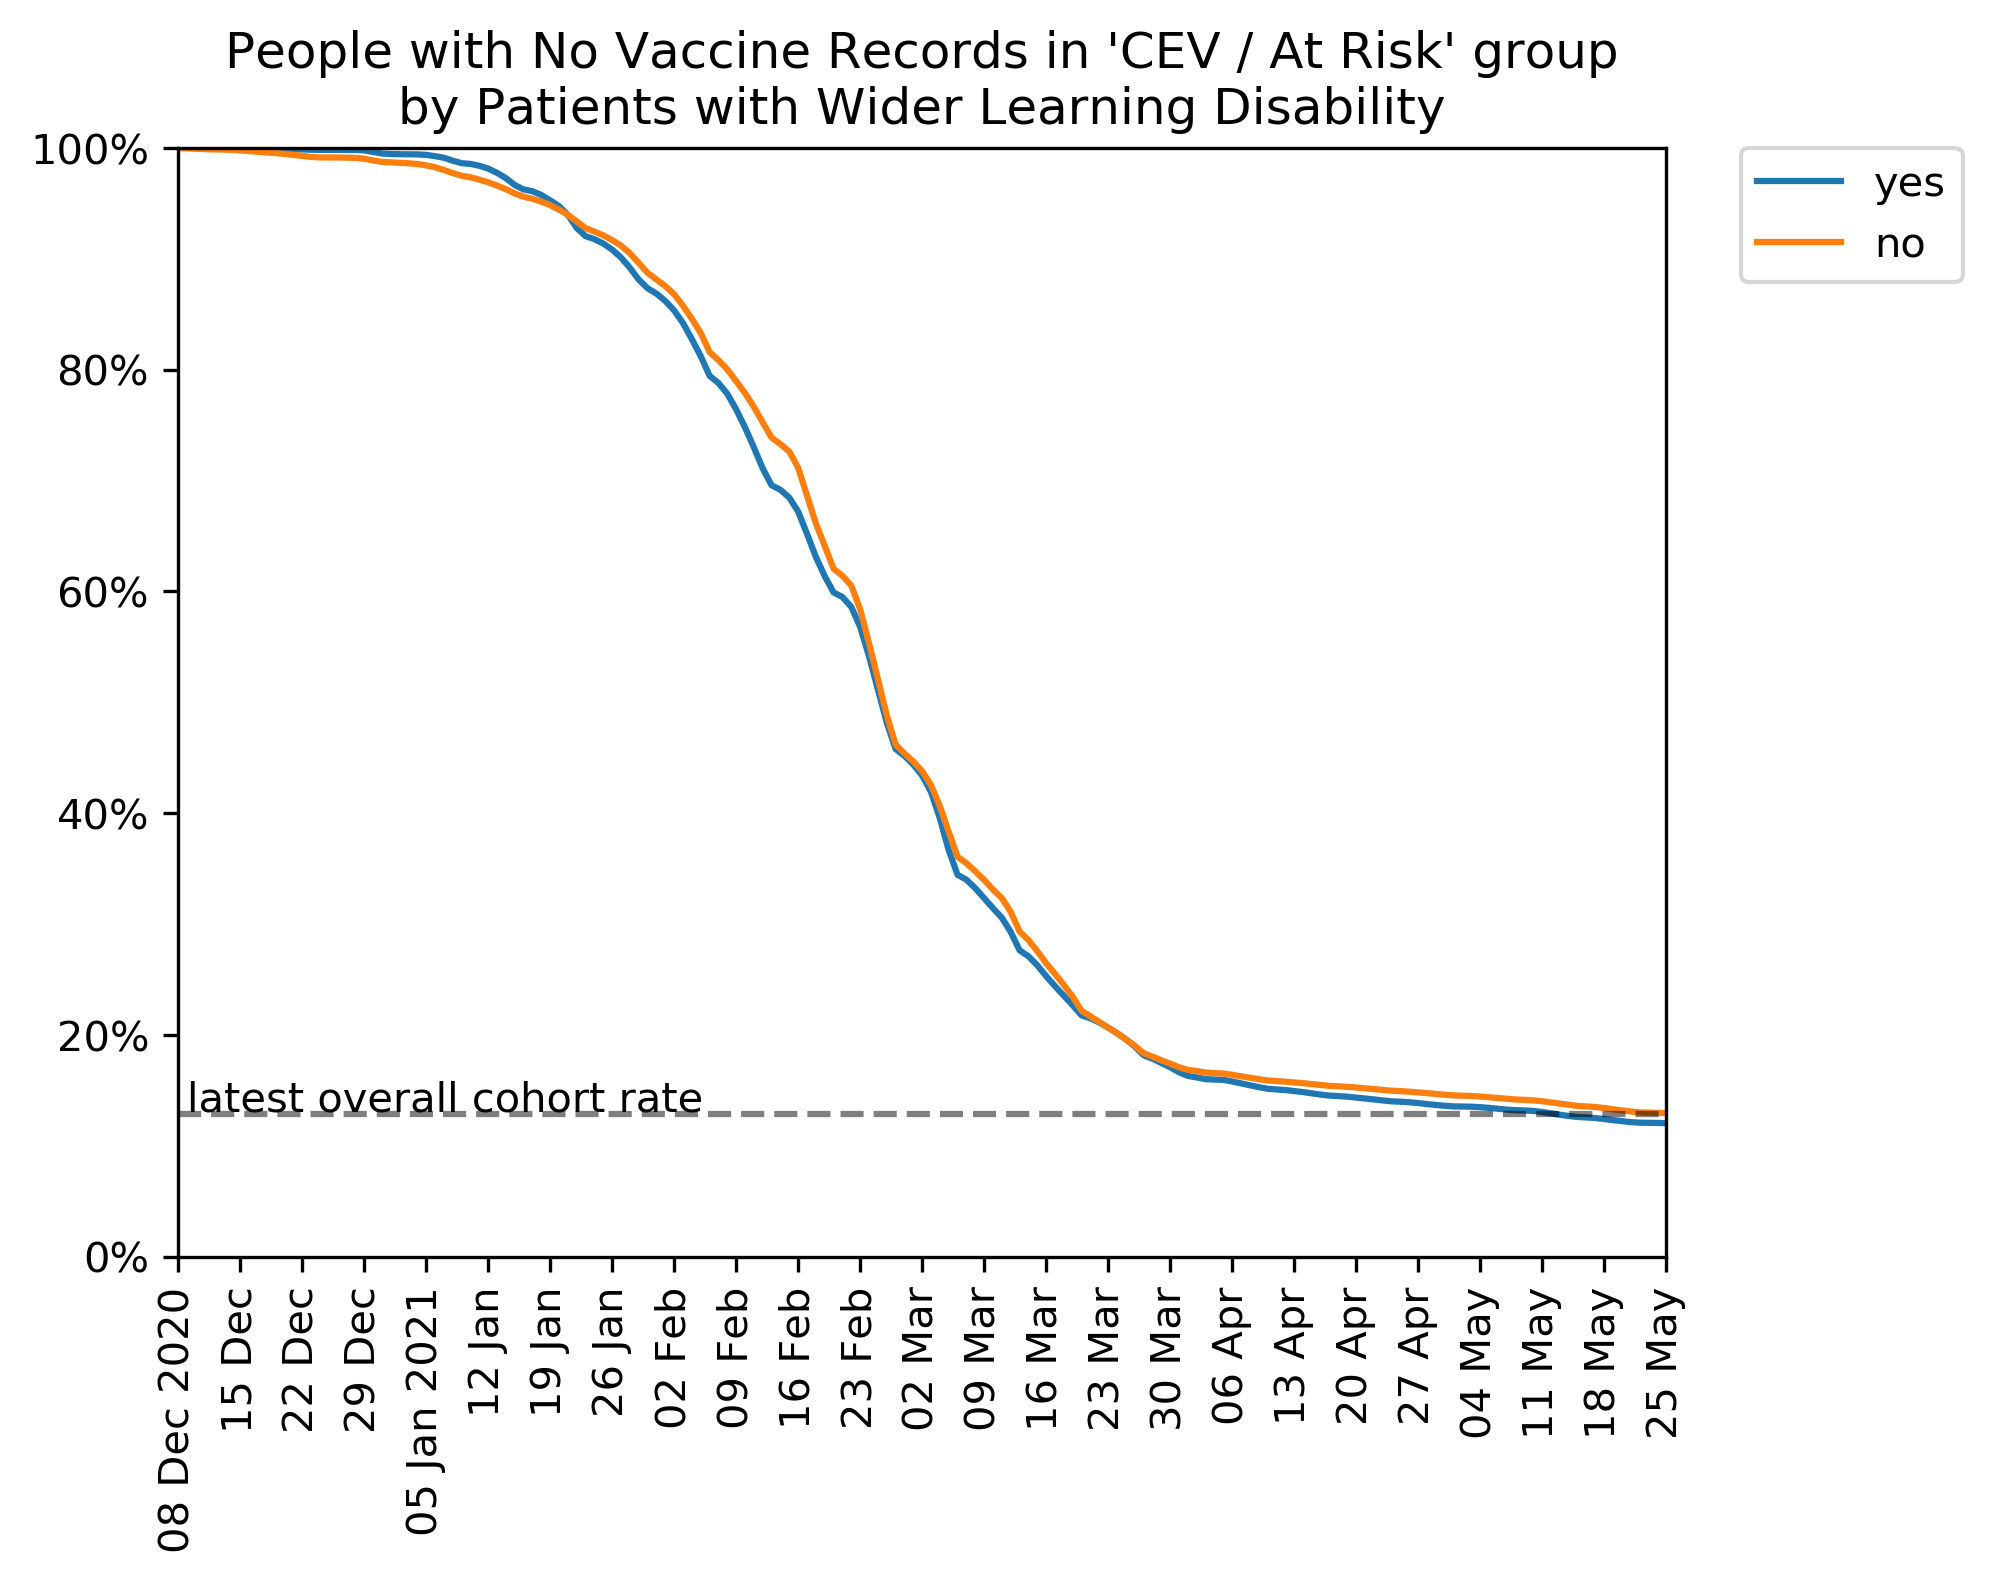 People with No Vaccine Records in 'CEV / At Risk' group
by Patients with Wider Learning Disability
100%
80%
60%
40%
20%
0%
latest overall cohort rate
yes
no
08 Dec 2020
15 Dec
22 Dec
29 Dec
05 Jan 2021
12 Jan
19 Jan
26 Jan
02 Feb
09 Feb
16 Feb
23 Feb
02 Mar
09 Mar
16 Mar
23 Mar
30 Mar
06 Apr
13 Apr
20 Apr
27 Apr
04 May
11 May
18 May
25 May